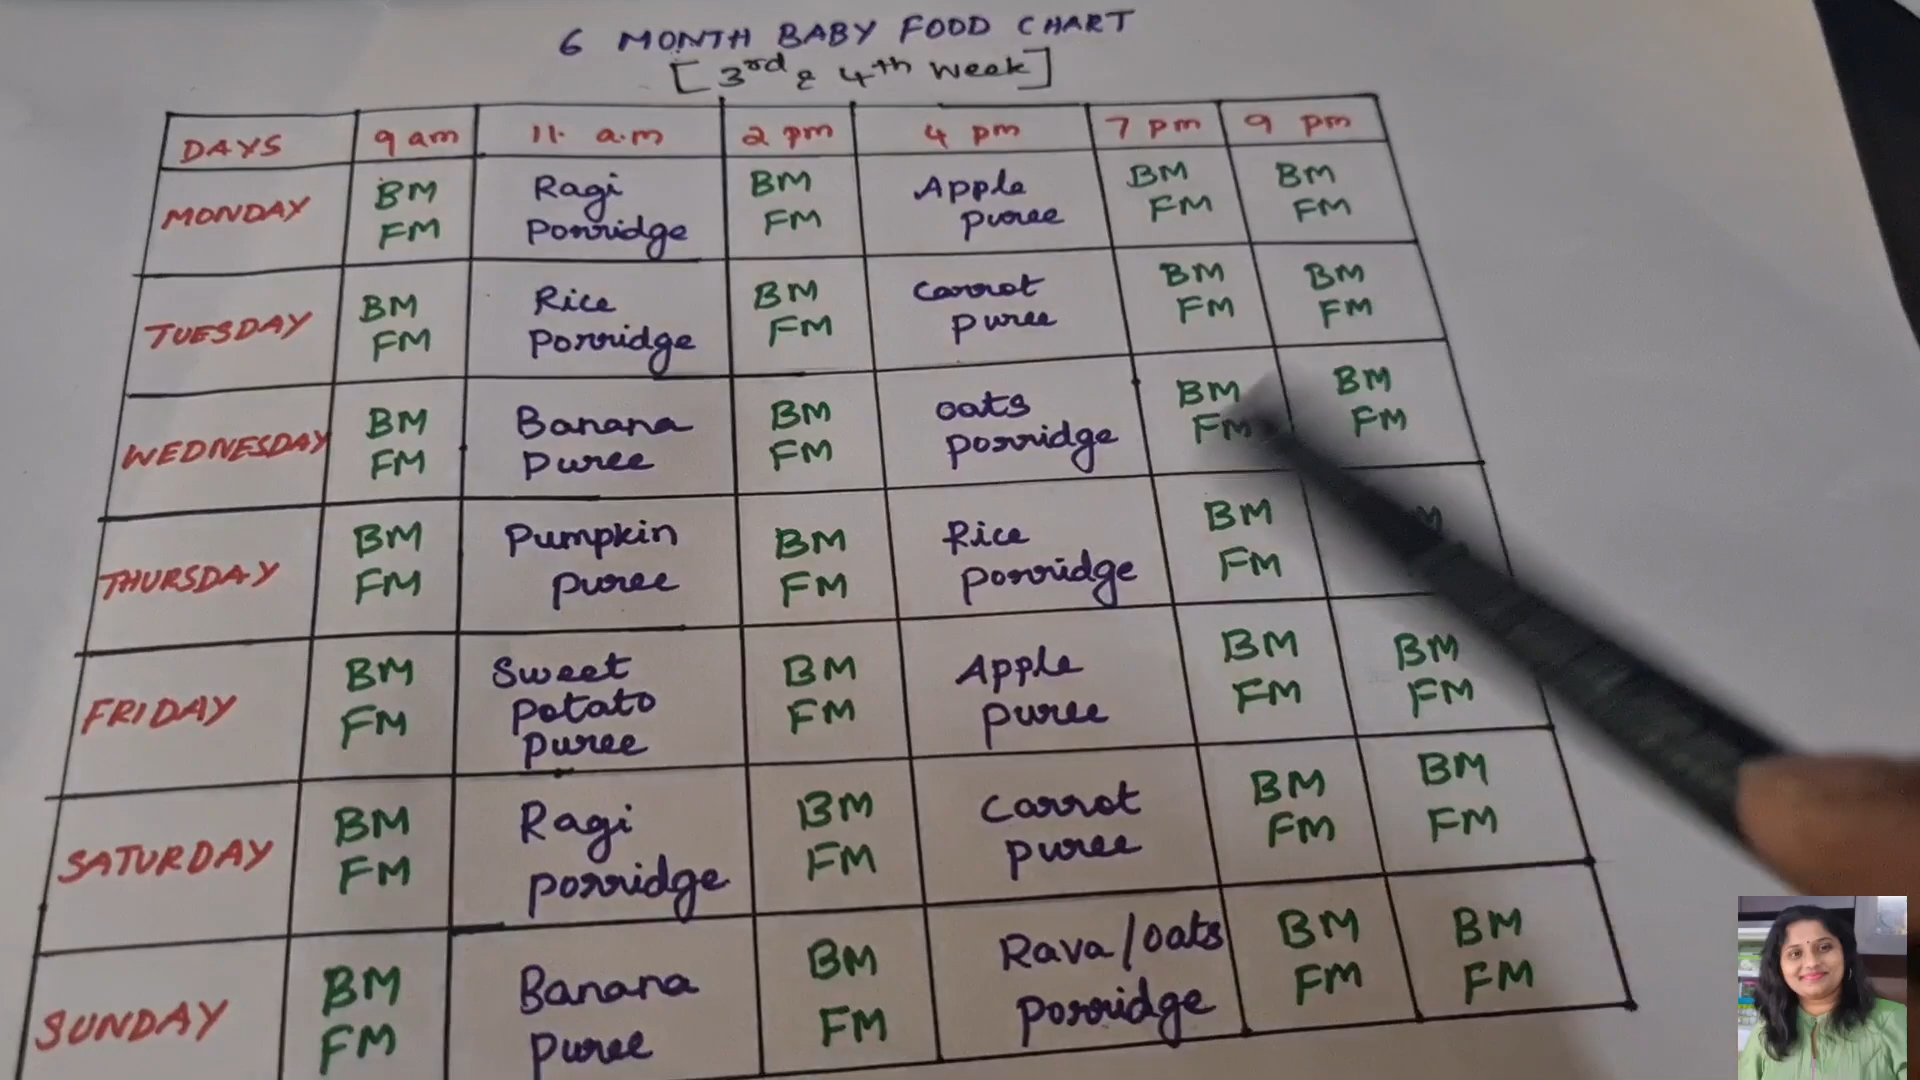 6 MONTH BABY FOOD CHART
[3rd & 4th week]
DAYS 9 am 11. a.m 2 pm 4 pm 7 pm 9 pm
MONDAY BM FM Ragi Porridge BM FM Apple puree BM FM BM FM
TUESDAY BM FM Rice Porridge BM FM Carrot puree BM FM BM FM
WEDNESDAY BM FM Banana puree BM FM oats porridge BM FM BM FM
THURSDAY BM FM Pumpkin puree BM FM Rice porridge BM FM
FRIDAY BM FM Sweet potato puree BM FM Apple puree BM FM BM FM
SATURDAY BM FM Ragi porridge BM FM Carrot puree BM FM BM FM
SUNDAY BM FM Banana puree BM FM Rava/oats porridge BM FM BM FM